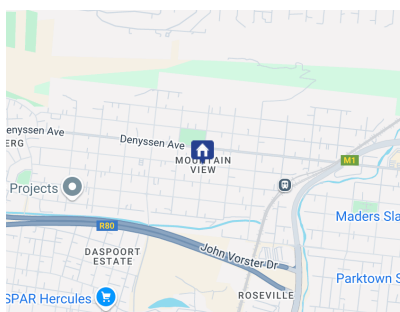 Denyssen Ave
BERG
Denyssen Ave
MOUNTAIN
VIEW
M1
Projects
Maders Sla
R80
DASPOORT
ESTATE
John Vorster Dr
Parktown S
SPAR Hercules
ROSEVILLE